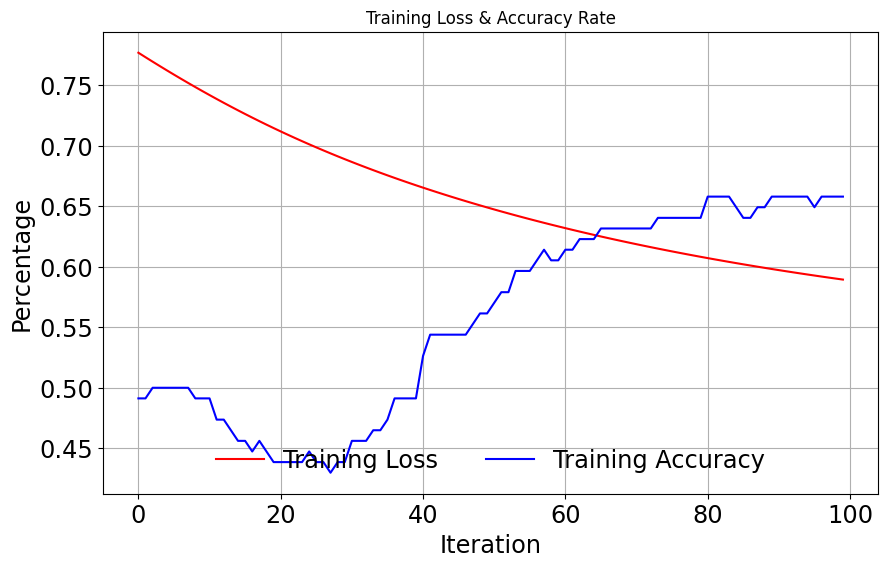 Training Loss & Accuracy Rate
0.75
0.70
0.65
0.60
0.55
0.50
0.45
Percentage
Training Loss Training Accuracy
0 20 40 60 80 100
Iteration